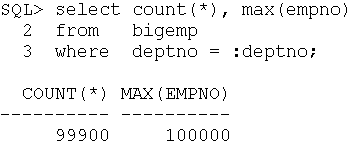 SQL> select count(*), max(empno)
  2  from   bigemp
  3  where  deptno = :deptno;

  COUNT(*) MAX(EMPNO)
---------- ----------
     99900     100000